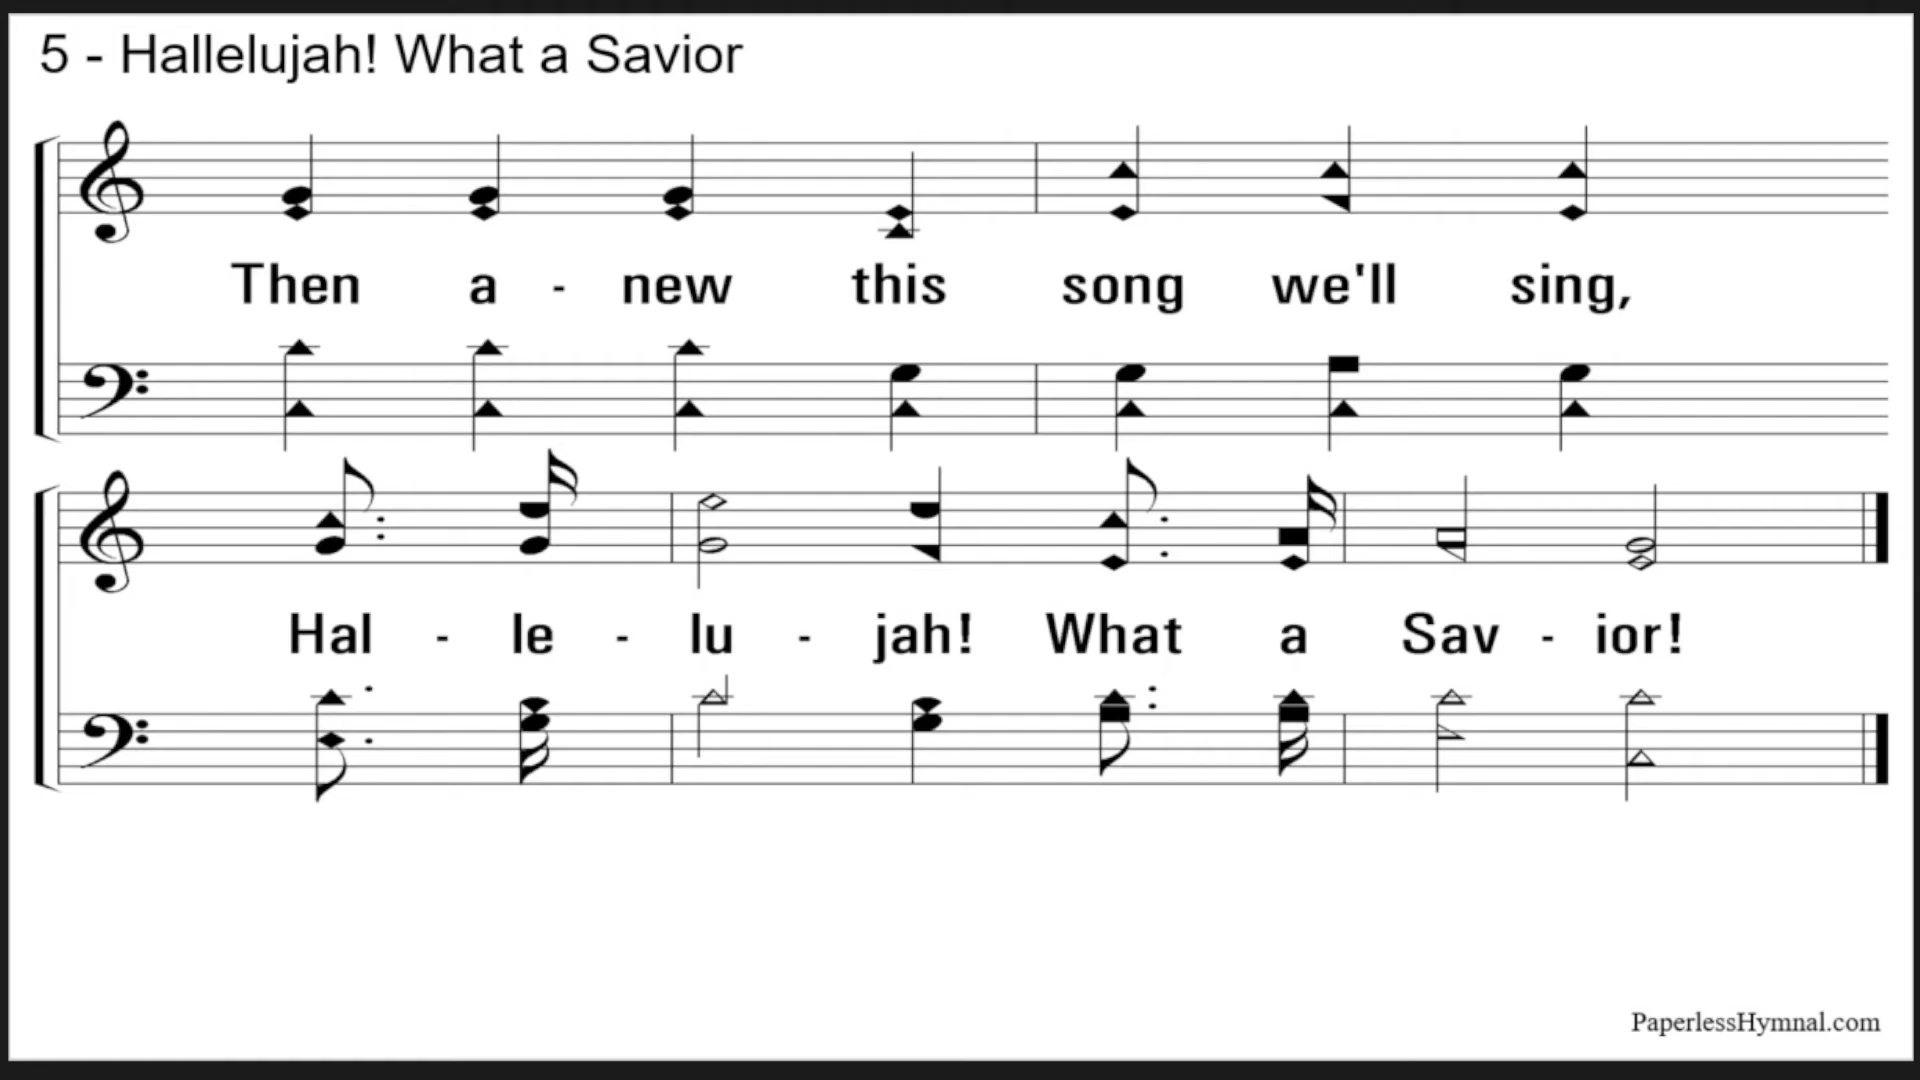 5 - Hallelujah! What a Savior
Then a - new this song we'll sing,
Hal - le - lu - jah! What a Sav - ior!
PaperlessHymnal.com